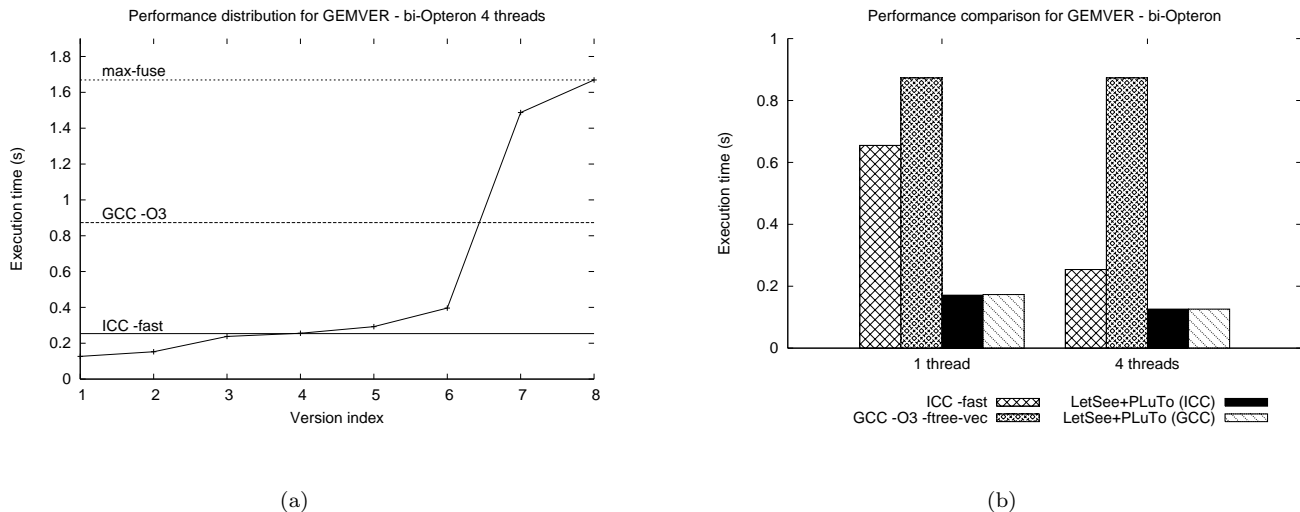 Performance distribution for GEMVER - bi-Opteron 4 threads
Execution time (s)
1.8
1.6
1.4
1.2
1
0.8
0.6
0.4
0.2
0
max-fuse
GCC -O3
ICC -fast
1 2 3 4 5 6 7 8
Version index
(a)
Performance comparison for GEMVER - bi-Opteron
Execution time (s)
1
0.8
0.6
0.4
0.2
0
1 thread 4 threads
ICC -fast LetSee+PLuTo (ICC)
GCC -O3 -ftree-vec LetSee+PLuTo (GCC)
(b)